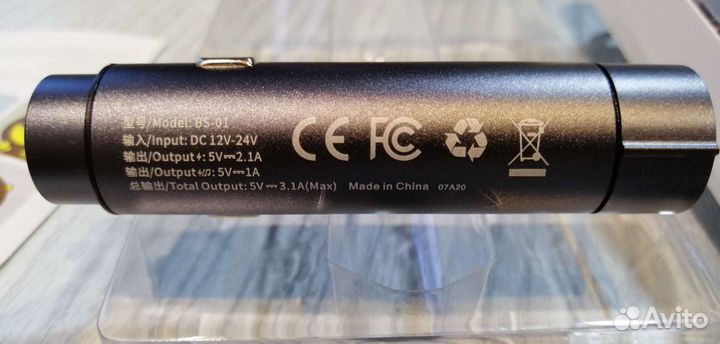 型号/Model: BS-01
输入/Input: DC 12V-24V
输出/Output+: 5V⎓2.1A
输出/Output+/♫: 5V⎓1A
总输出/Total Output: 5V⎓3.1A(Max) Made in China 07A20
CE FC
Avito